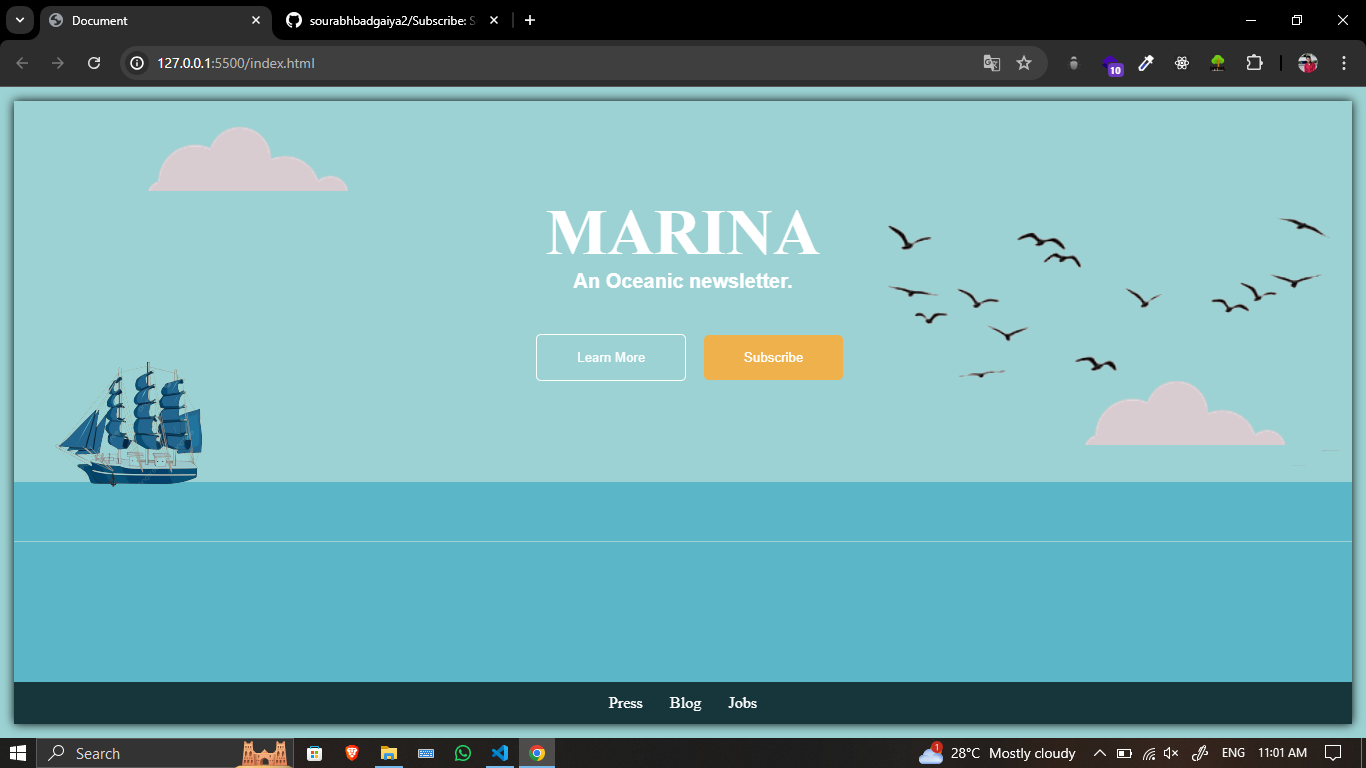 Document
sourabhbadgaiya2/Subscribe: S
127.0.0.1:5500/index.html
10
MARINA
An Oceanic newsletter.
Learn More
Subscribe
Press
Blog
Jobs
Search
1
28°C Mostly cloudy
ENG
11:01 AM